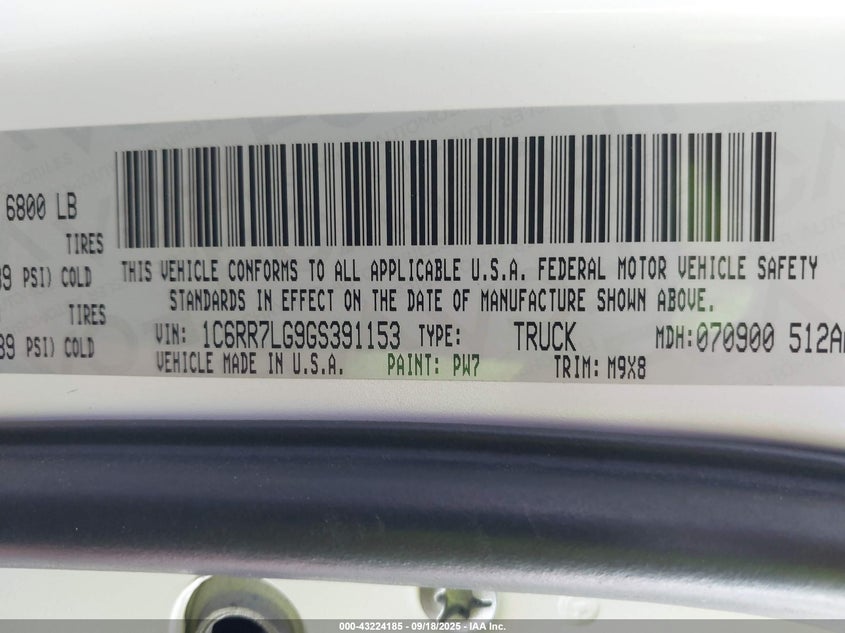 6800 LB
TIRES
39 PSI) COLD
TIRES
39 PSI) COLD
THIS VEHICLE CONFORMS TO ALL APPLICABLE U.S.A. FEDERAL MOTOR VEHICLE SAFETY
STANDARDS IN EFFECT ON THE DATE OF MANUFACTURE SHOWN ABOVE.
VIN: 1C6RR7LG9GS391153 TYPE: TRUCK MDH:070900 512A
VEHICLE MADE IN U.S.A. PAINT: PW7 TRIM: M9X8
000-43224185 - 09/18/2025 - IAA Inc.